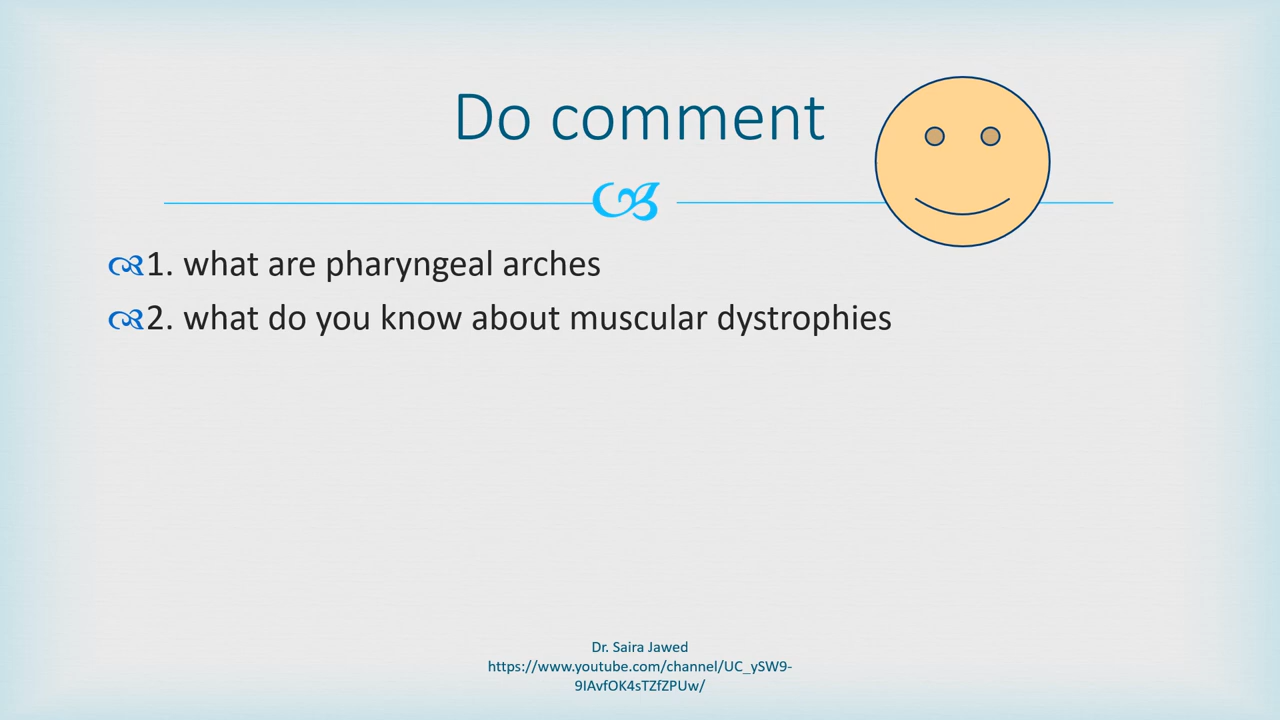 Do comment
1. what are pharyngeal arches
2. what do you know about muscular dystrophies
Dr. Saira Jawed
https://www.youtube.com/channel/UC_ySW9-
9IAvfOK4sTZfZPUw/